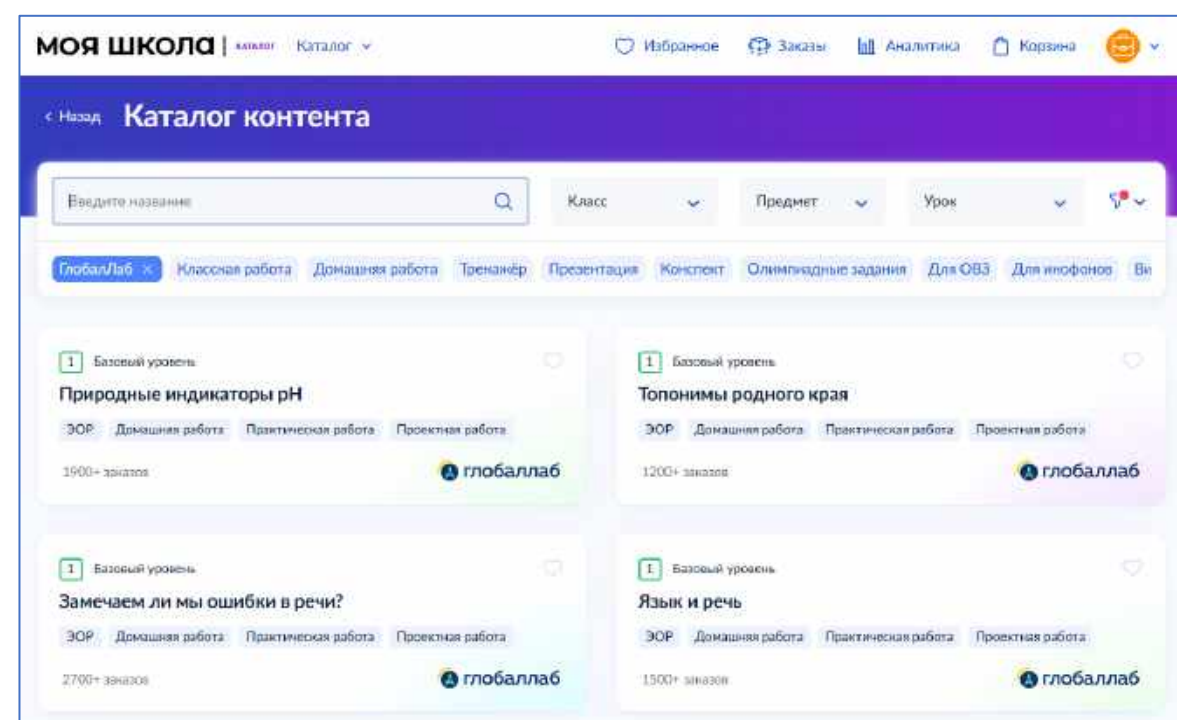 МОЯ ШКОЛА | КАТАЛОГ Каталог Избранное Заказы Аналитика Корзина
< Назад Каталог контента
Введите название Класс Предмет Урок
ГлобалЛаб × Классная работа Домашняя работа Тренажёр Презентация Конспект Олимпиадные задания Для ОВЗ Для инофонов Ви
1 Базовый уровень
Природные индикаторы pH
ЭОР Домашняя работа Практическая работа Проектная работа
1900+ заказов глобаллаб
1 Базовый уровень
Топонимы родного края
ЭОР Домашняя работа Практическая работа Проектная работа
1200+ заказов глобаллаб
1 Базовый уровень
Замечаем ли мы ошибки в речи?
ЭОР Домашняя работа Практическая работа Проектная работа
2700+ заказов глобаллаб
1 Базовый уровень
Язык и речь
ЭОР Домашняя работа Практическая работа Проектная работа
1500+ заказов глобаллаб